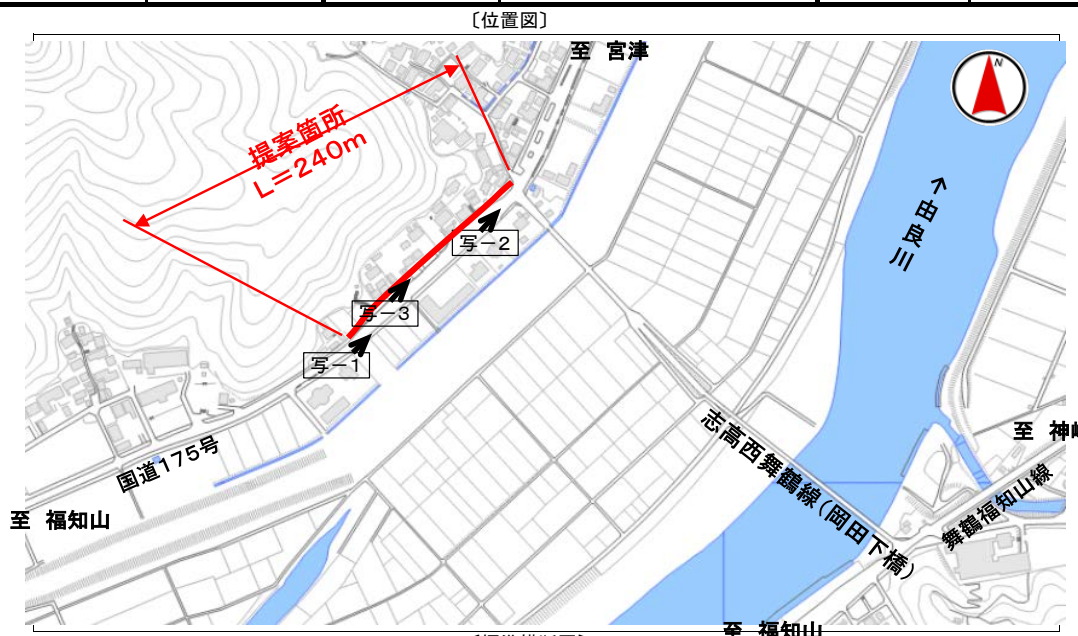 〔位置図〕
至 宮津
N
提案箇所
L=240m
↑由良川
写-2
写-3
写-1
国道175号
至 福知山
志高西舞鶴線(岡田下橋)
至 神崎
舞鶴福知山線
至 福知山